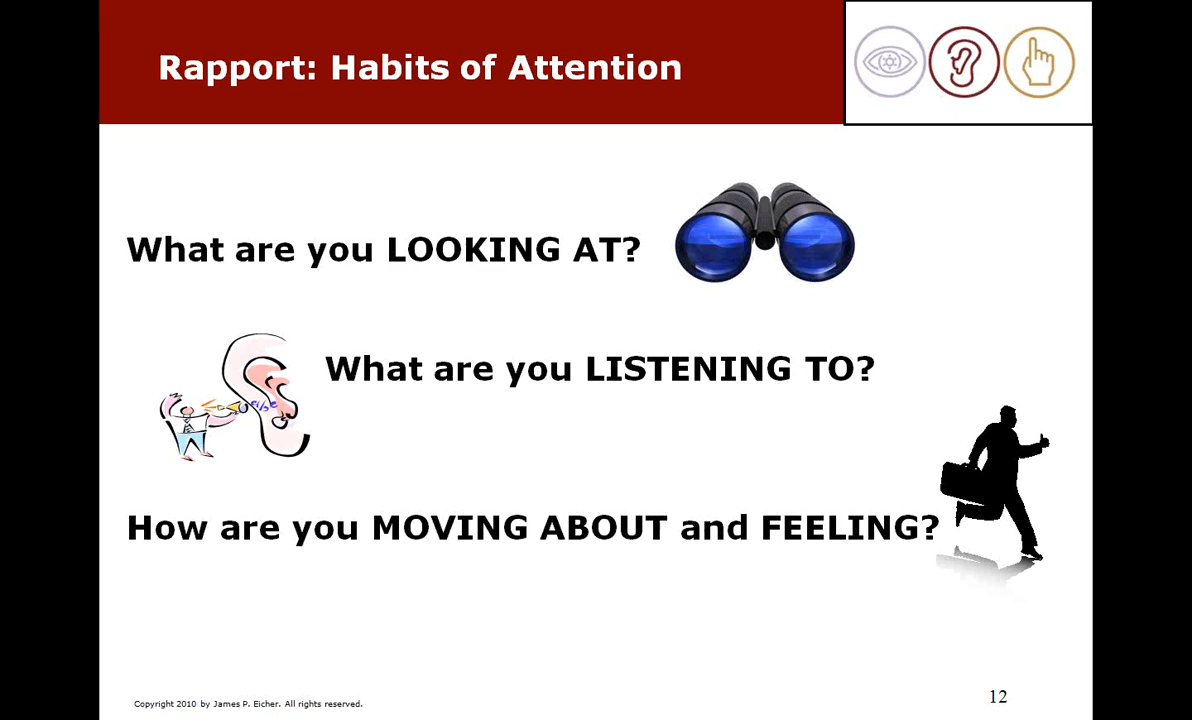 Rapport: Habits of Attention
What are you LOOKING AT?
What are you LISTENING TO?
How are you MOVING ABOUT and FEELING?
Copyright 2010 by James P. Eicher. All rights reserved.
12